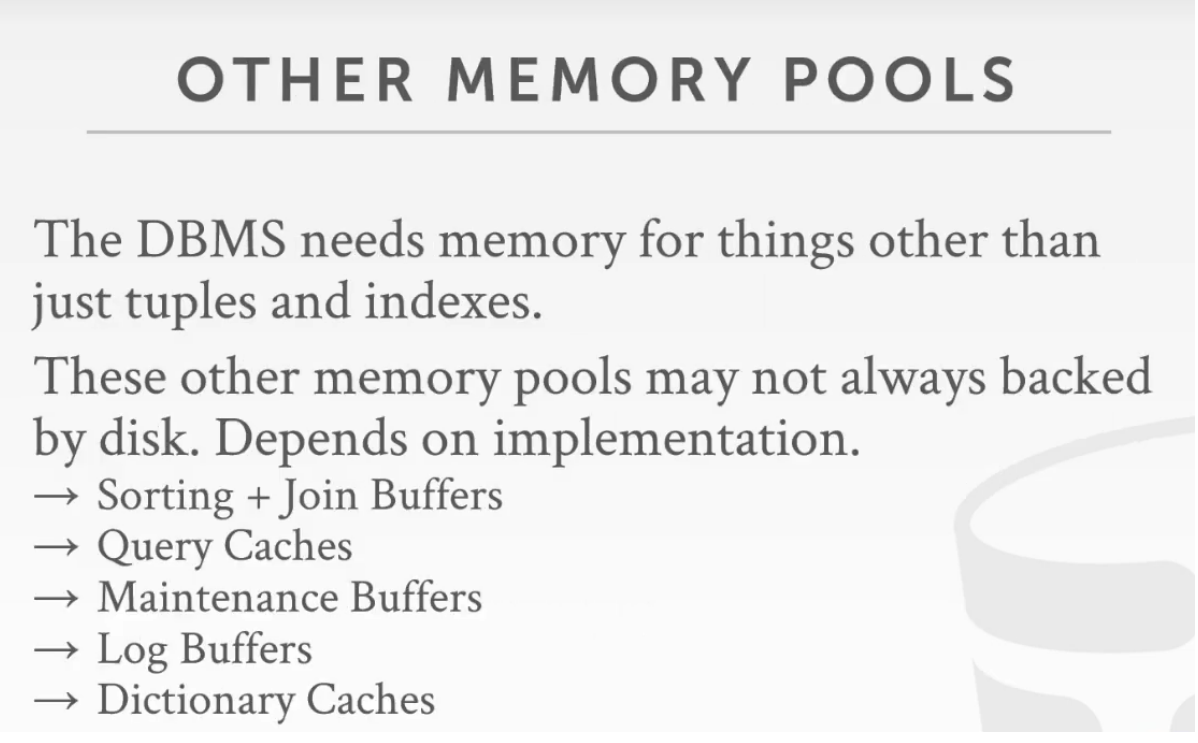 OTHER MEMORY POOLS
The DBMS needs memory for things other than
just tuples and indexes.
These other memory pools may not always backed
by disk. Depends on implementation.
→ Sorting + Join Buffers
→ Query Caches
→ Maintenance Buffers
→ Log Buffers
→ Dictionary Caches